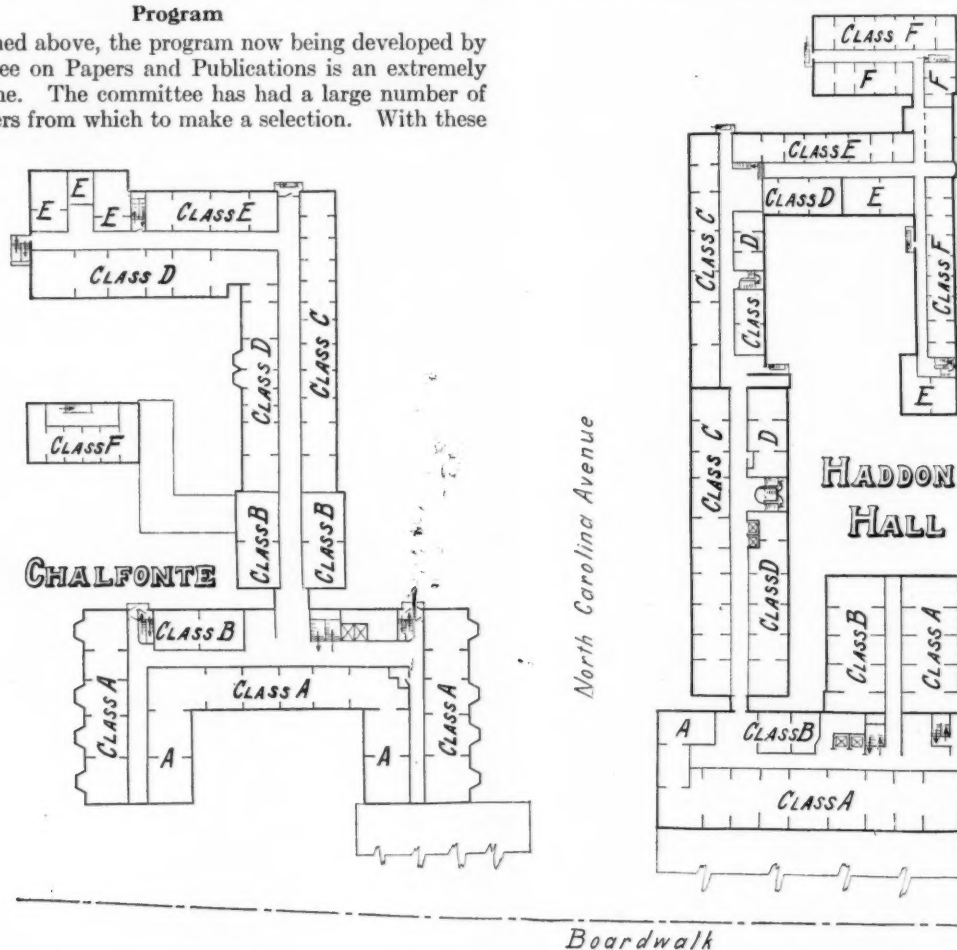 Program
ned above, the program now being developed by
ee on Papers and Publications is an extremely
ne. The committee has had a large number of
ers from which to make a selection. With these
E
E
E
CLASS E
CLASS D
CLASS D
CLASS C
CLASS F
CLASS B
CLASS B
CHALFONTE
CLASS B
CLASS A
CLASS A
CLASS A
A
A
North Carolina Avenue
CLASS F
F
F
CLASS E
CLASS D
E
CLASS C
D
CLASS
CLASS F
E
CLASS C
D
CLASS D
HADDON
HALL
CLASS B
CLASS A
A
CLASS B
CLASS A
Boardwalk